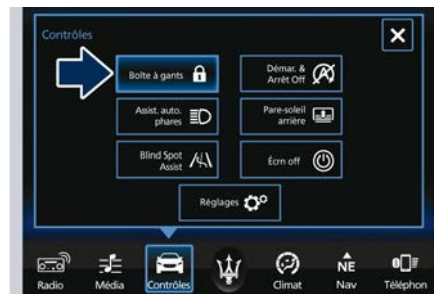 Contrôles
Boîte à gants
Démar. &
Arrêt Off
Assist. auto.
phares
Pare-soleil
arrière
Blind Spot
Assist
Écrn off
Réglages
Radio
Média
Contrôles
Climat
NE
Nav
Téléphon